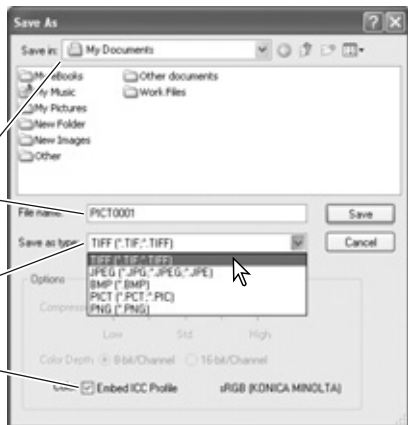 Save As
Save in: My Documents
My eBooks Other documents
My Music Work Files
My Pictures
New Folder
New Images
Other
File name: PICT0001 Save
Save as type: TIFF (*.TIF;*.TIFF) Cancel
TIFF (*.TIF;*.TIFF)
Options JPEG (*.JPG;*.JPEG;*.JPE)
BMP (*.BMP)
PICT (*.PCT;*.PIC)
PNG (*.PNG)
Low Std High
Color Depth 8-bit/Channel 16-bit/Channel
Embed ICC Profile sRGB (KONICA MINOLTA)